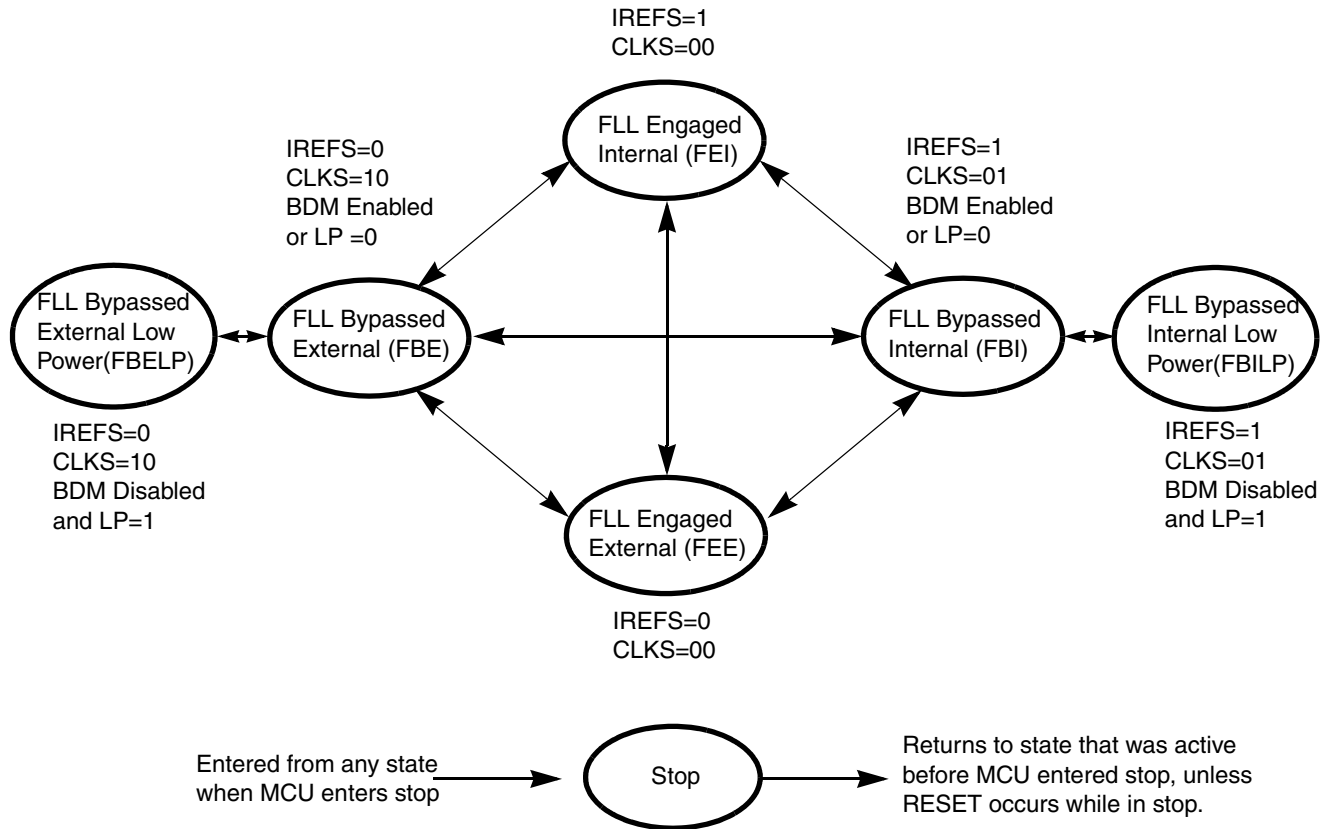 IREFS=1
CLKS=00
FLL Engaged
Internal (FEI)
IREFS=0
CLKS=10
BDM Enabled
or LP =0
IREFS=1
CLKS=01
BDM Enabled
or LP=0
FLL Bypassed
External Low
Power(FBELP)
FLL Bypassed
External (FBE)
FLL Bypassed
Internal (FBI)
FLL Bypassed
Internal Low
Power(FBILP)
IREFS=0
CLKS=10
BDM Disabled
and LP=1
IREFS=1
CLKS=01
BDM Disabled
and LP=1
FLL Engaged
External (FEE)
IREFS=0
CLKS=00
Entered from any state
when MCU enters stop
Stop
Returns to state that was active
before MCU entered stop, unless
RESET occurs while in stop.